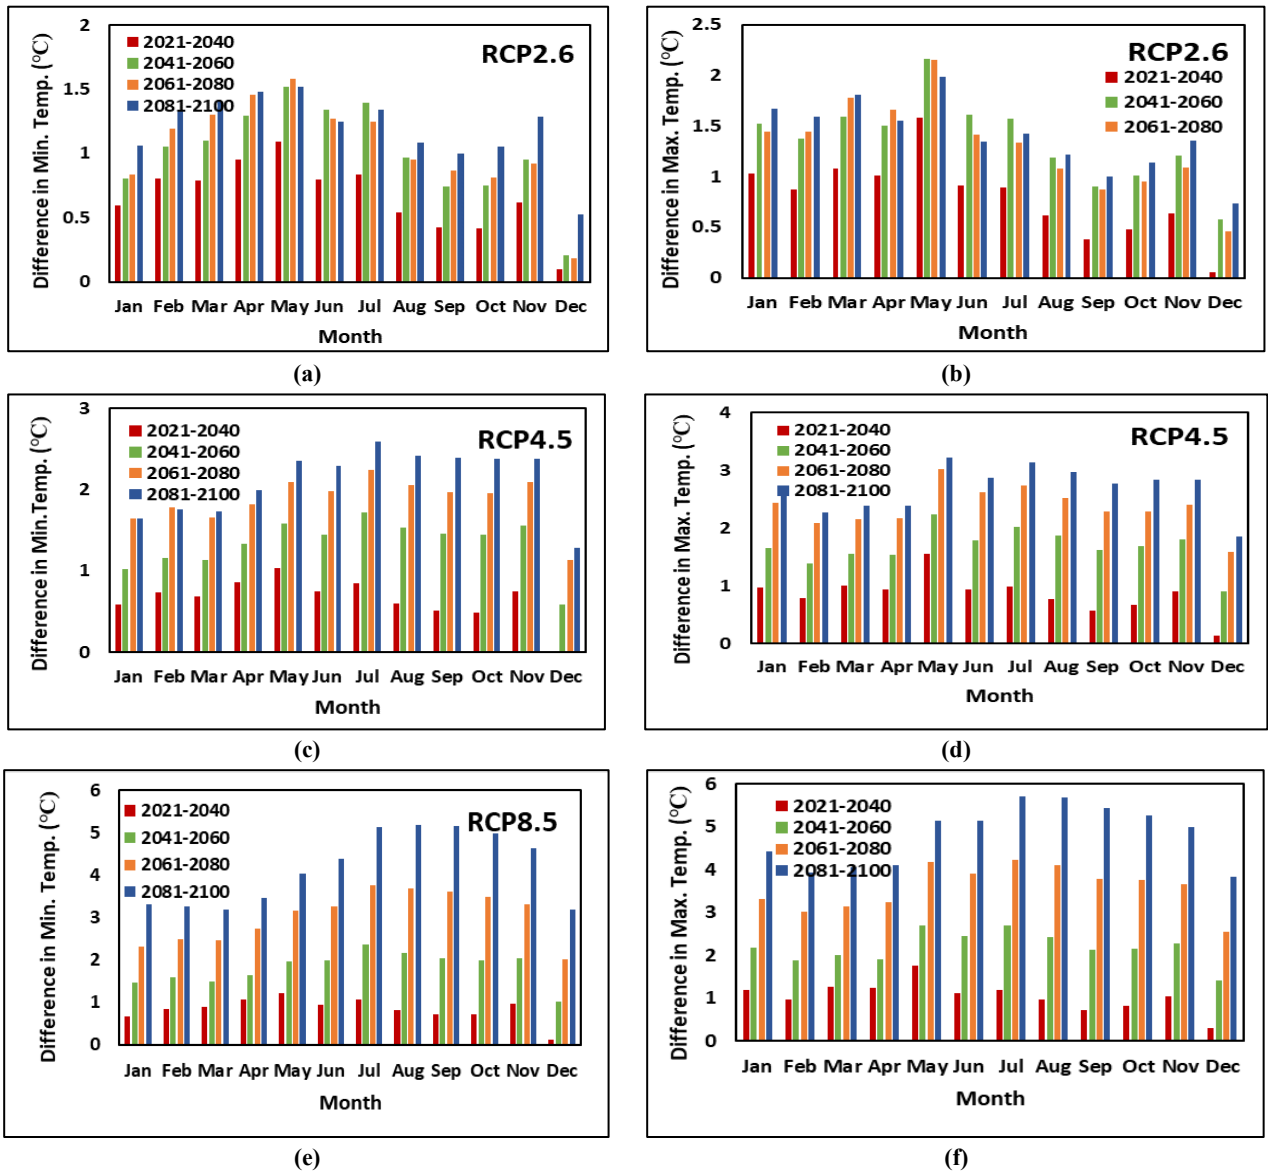 Difference in Min. Temp. (°C)
2
1.5
1
0.5
0
2021-2040
2041-2060
2061-2080
2081-2100
RCP2.6
Jan Feb Mar Apr May Jun Jul Aug Sep Oct Nov Dec
Month
(a)
Difference in Max. Temp. (°C)
2.5
2
1.5
1
0.5
0
RCP2.6
2021-2040
2041-2060
2061-2080
Jan Feb Mar Apr May Jun Jul Aug Sep Oct Nov Dec
Month
(b)
Difference in Min.Temp. (°C)
3
2
1
0
2021-2040
2041-2060
2061-2080
2081-2100
RCP4.5
Jan Feb Mar Apr May Jun Jul Aug Sep Oct Nov Dec
Month
(c)
Difference in Max. Temp. (°C)
4
3
2
1
0
2021-2040
2041-2060
2061-2080
2081-2100
RCP4.5
Jan Feb Mar Apr May Jun Jul Aug Sep Oct Nov Dec
Month
(d)
Difference in Min. Temp. (°C)
6
5
4
3
2
1
0
2021-2040
2041-2060
2061-2080
2081-2100
RCP8.5
Jan Feb Mar Apr May Jun Jul Aug Sep Oct Nov Dec
Month
(e)
Difference in Max. Temp. (°C)
6
5
4
3
2
1
0
2021-2040
2041-2060
2061-2080
2081-2100
Jan Feb Mar Apr May Jun Jul Aug Sep Oct Nov Dec
Month
(f)